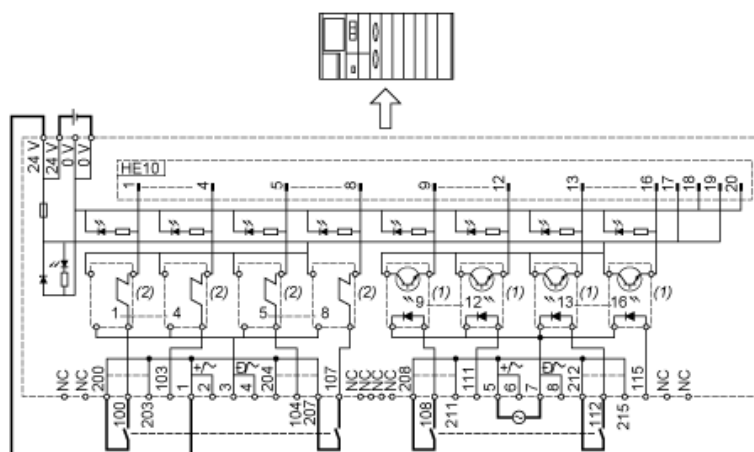 24 V
24 V
0 V
0 V
HE10
1 4 5 8 9 12 13 16 17 18 19 20
(2) (2) (2) (2) (1) (1) (1) (1)
1 4 5 8 9 12 13 16
NC NC 200 103 1 2 3 4 204 107 NC NC NC NC 208 111 5 6 7 8 212 115 NC NC
100 203 104 207 108 211 112 215